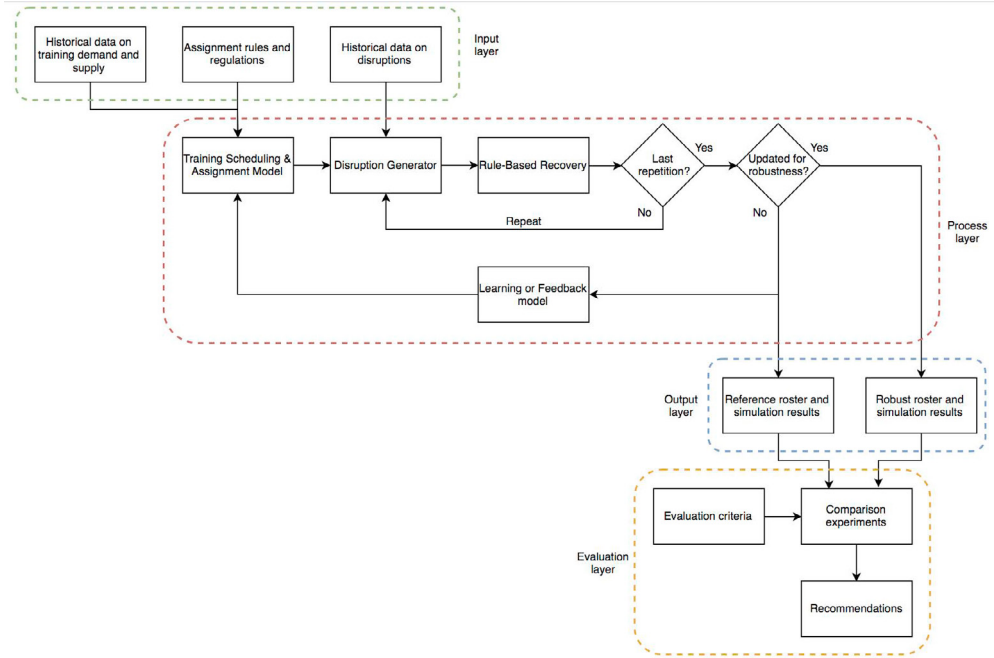 Historical data on
training demand and
supply
Assignment rules and
regulations
Historical data on
disruptions
Input
layer
Training Scheduling &
Assignment Model
Disruption Generator
Rule-Based Recovery
Last
repetition?
Yes
Updated for
robustness?
Yes
No
No
Repeat
Process
layer
Learning or Feedback
model
Output
layer
Reference roster and
simulation results
Robust roster and
simulation results
Evaluation criteria
Comparison
experiments
Evaluation
layer
Recommendations